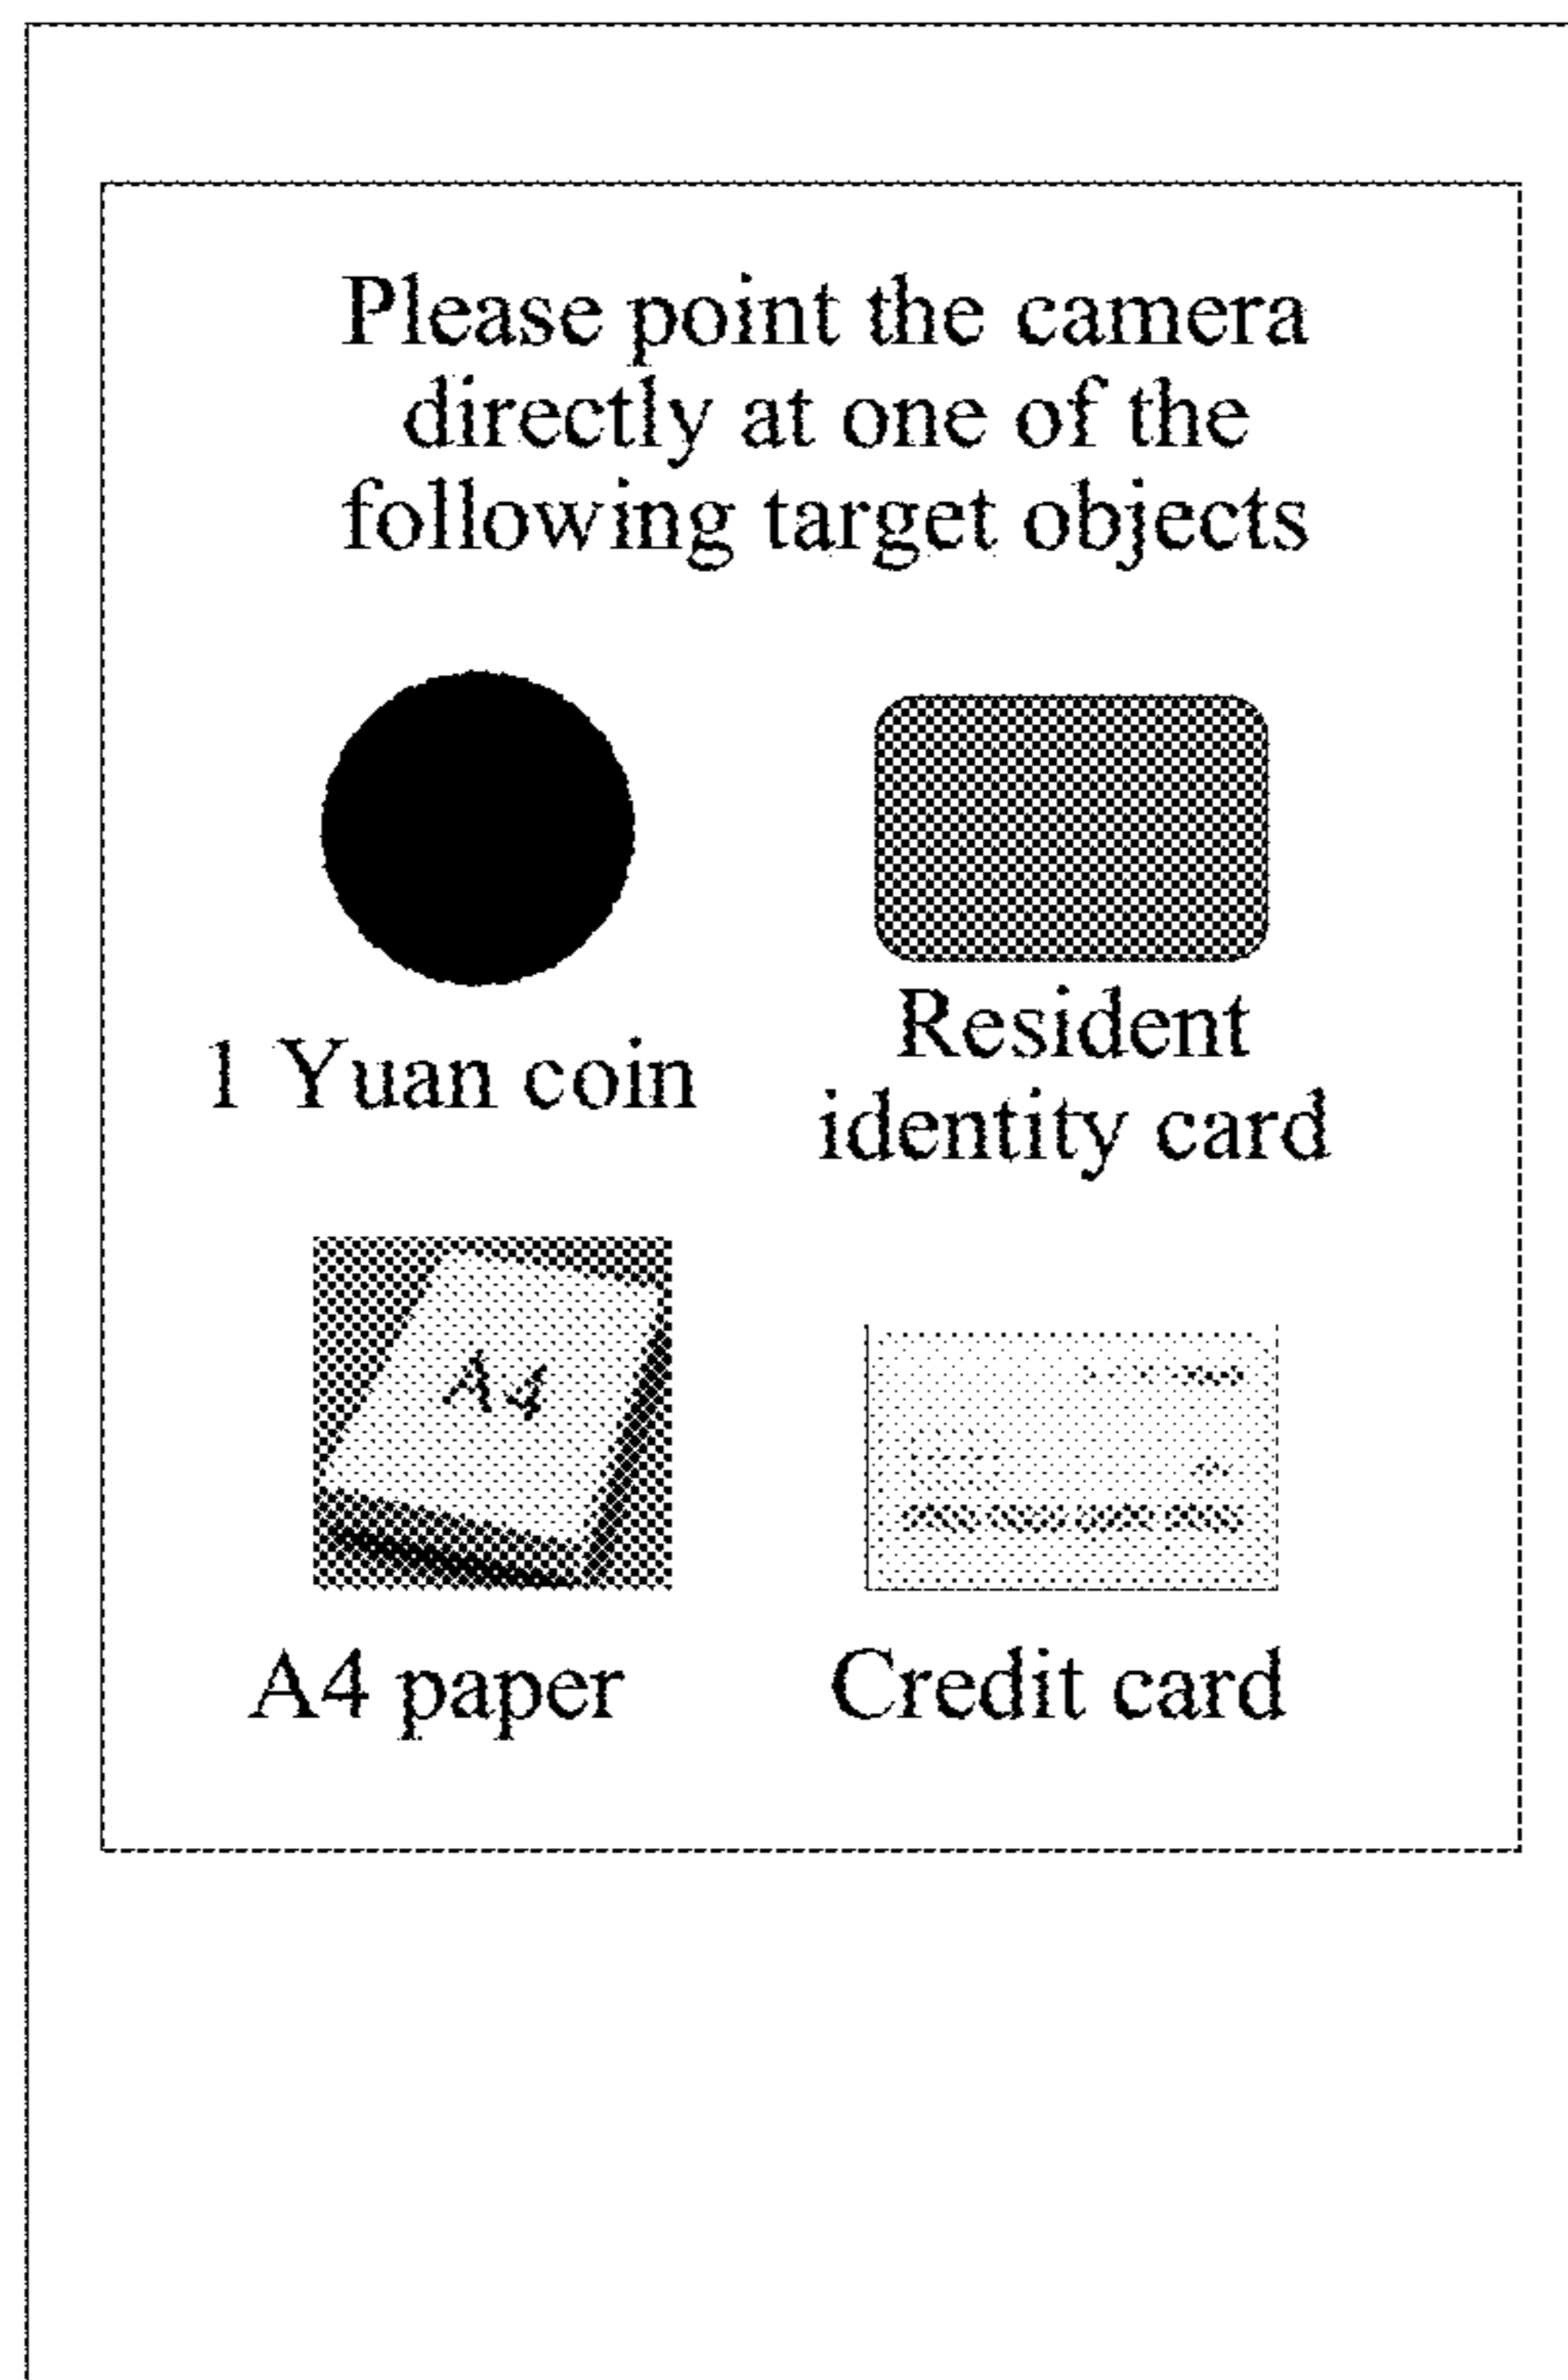 Please point the camera
directly at one of the
following target objects
1 Yuan coin
Resident
identity card
A4
A4 paper
Credit card